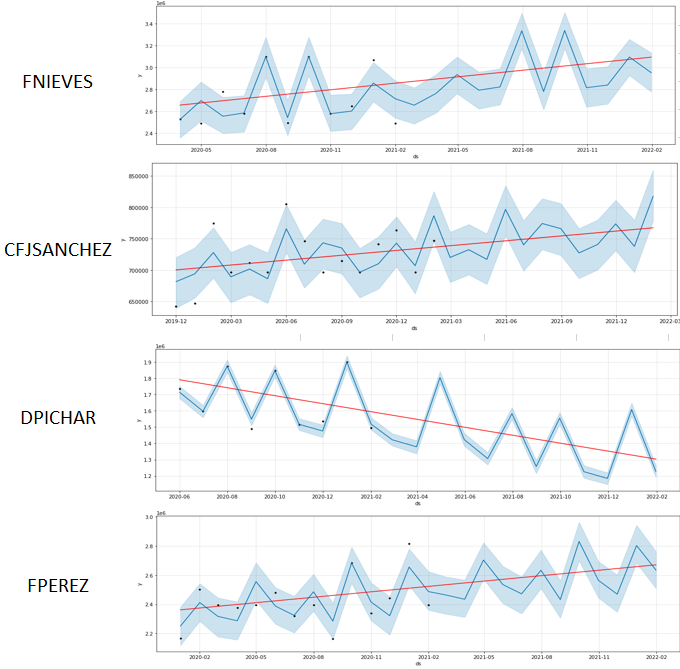 1e6
3.4
3.2
3.0
2.8
2.6
2.4
y
FNIEVES
2020-05 2020-08 2020-11 2021-02 2021-05 2021-08 2021-11 2022-02
ds
850000
800000
750000
700000
650000
y
CFJSANCHEZ
2019-12 2020-03 2020-06 2020-09 2020-12 2021-03 2021-06 2021-09 2021-12 2022-03
ds
1e6
1.9
1.8
1.7
1.6
1.5
1.4
1.3
1.2
y
DPICHAR
2020-06 2020-08 2020-10 2020-12 2021-02 2021-04 2021-06 2021-08 2021-10 2021-12 2022-02
ds
1e6
3.0
2.8
2.6
2.4
2.2
y
FPEREZ
2020-02 2020-05 2020-08 2020-11 2020-02 2021-05 2021-08 2021-11 2021-02
ds